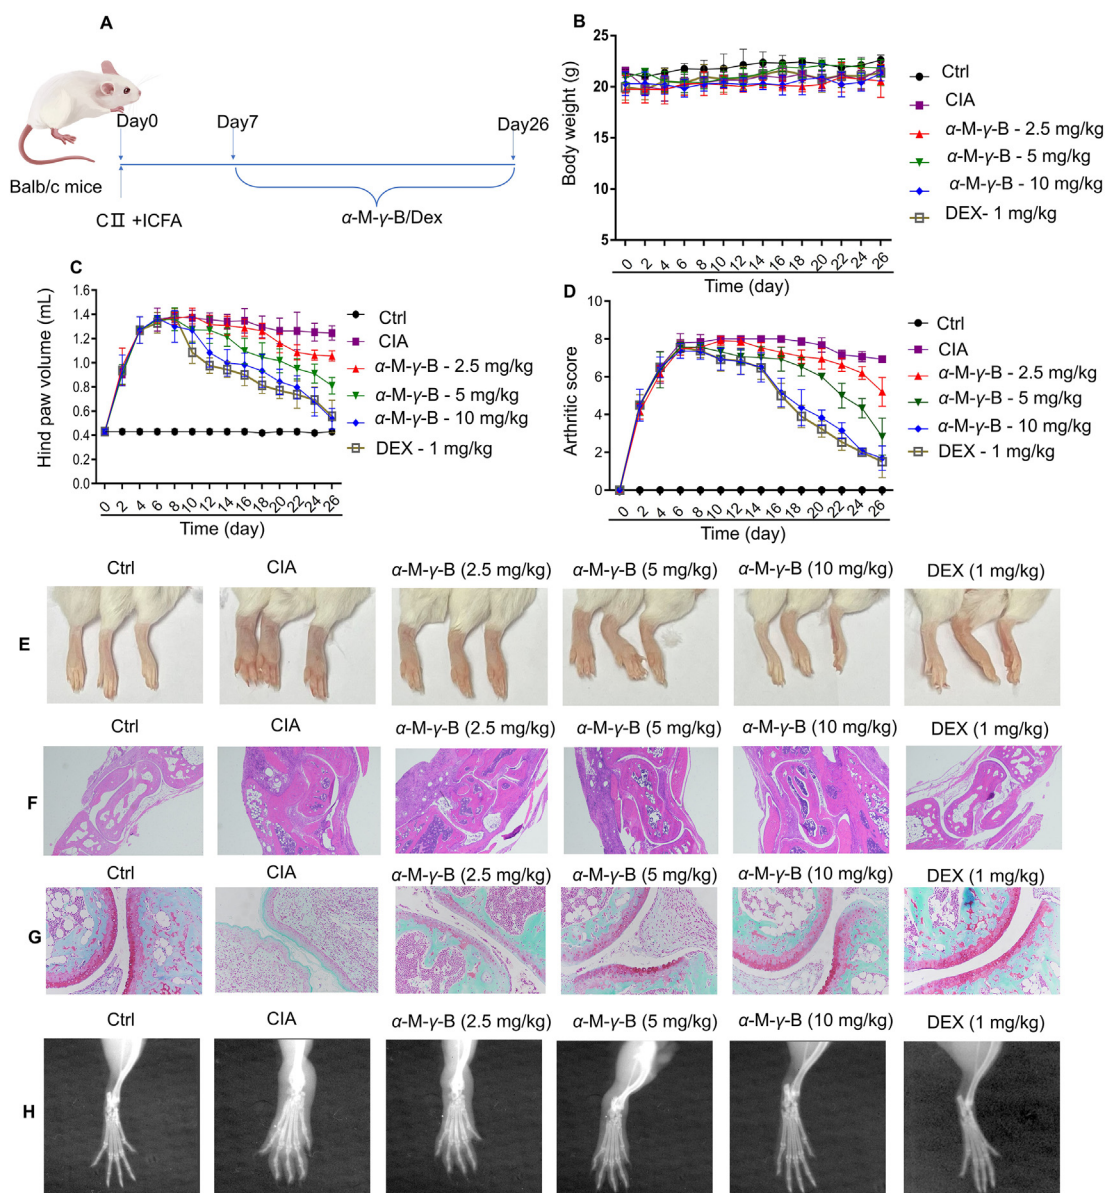 A
Day0
Day7
Day26
Balb/c mice
CⅡ +ICFA
α-M-γ-B/Dex
B
Body weight (g)
25
20
15
10
5
0 2 4 6 8 10 12 14 16 18 20 22 24 26
Time (day)
Ctrl
CIA
α-M-γ-B - 2.5 mg/kg
α-M-γ-B - 5 mg/kg
α-M-γ-B - 10 mg/kg
DEX- 1 mg/kg
C
Hind paw volume (mL)
1.6
1.4
1.2
1.0
0.8
0.6
0.4
0.2
0.0
0 2 4 6 8 10 12 14 16 18 20 22 24 26
Time (day)
Ctrl
CIA
α-M-γ-B - 2.5 mg/kg
α-M-γ-B - 5 mg/kg
α-M-γ-B - 10 mg/kg
DEX - 1 mg/kg
D
Arthritic score
10
8
6
4
2
0
0 2 4 6 8 10 12 14 16 18 20 22 24 26
Time (day)
Ctrl
CIA
α-M-γ-B - 2.5 mg/kg
α-M-γ-B - 5 mg/kg
α-M-γ-B - 10 mg/kg
DEX - 1 mg/kg
Ctrl CIA α-M-γ-B (2.5 mg/kg) α-M-γ-B (5 mg/kg) α-M-γ-B (10 mg/kg) DEX (1 mg/kg)
E
Ctrl CIA α-M-γ-B (2.5 mg/kg) α-M-γ-B (5 mg/kg) α-M-γ-B (10 mg/kg) DEX (1 mg/kg)
F
Ctrl CIA α-M-γ-B (2.5 mg/kg) α-M-γ-B (5 mg/kg) α-M-γ-B (10 mg/kg) DEX (1 mg/kg)
G
Ctrl CIA α-M-γ-B (2.5 mg/kg) α-M-γ-B (5 mg/kg) α-M-γ-B (10 mg/kg) DEX (1 mg/kg)
H